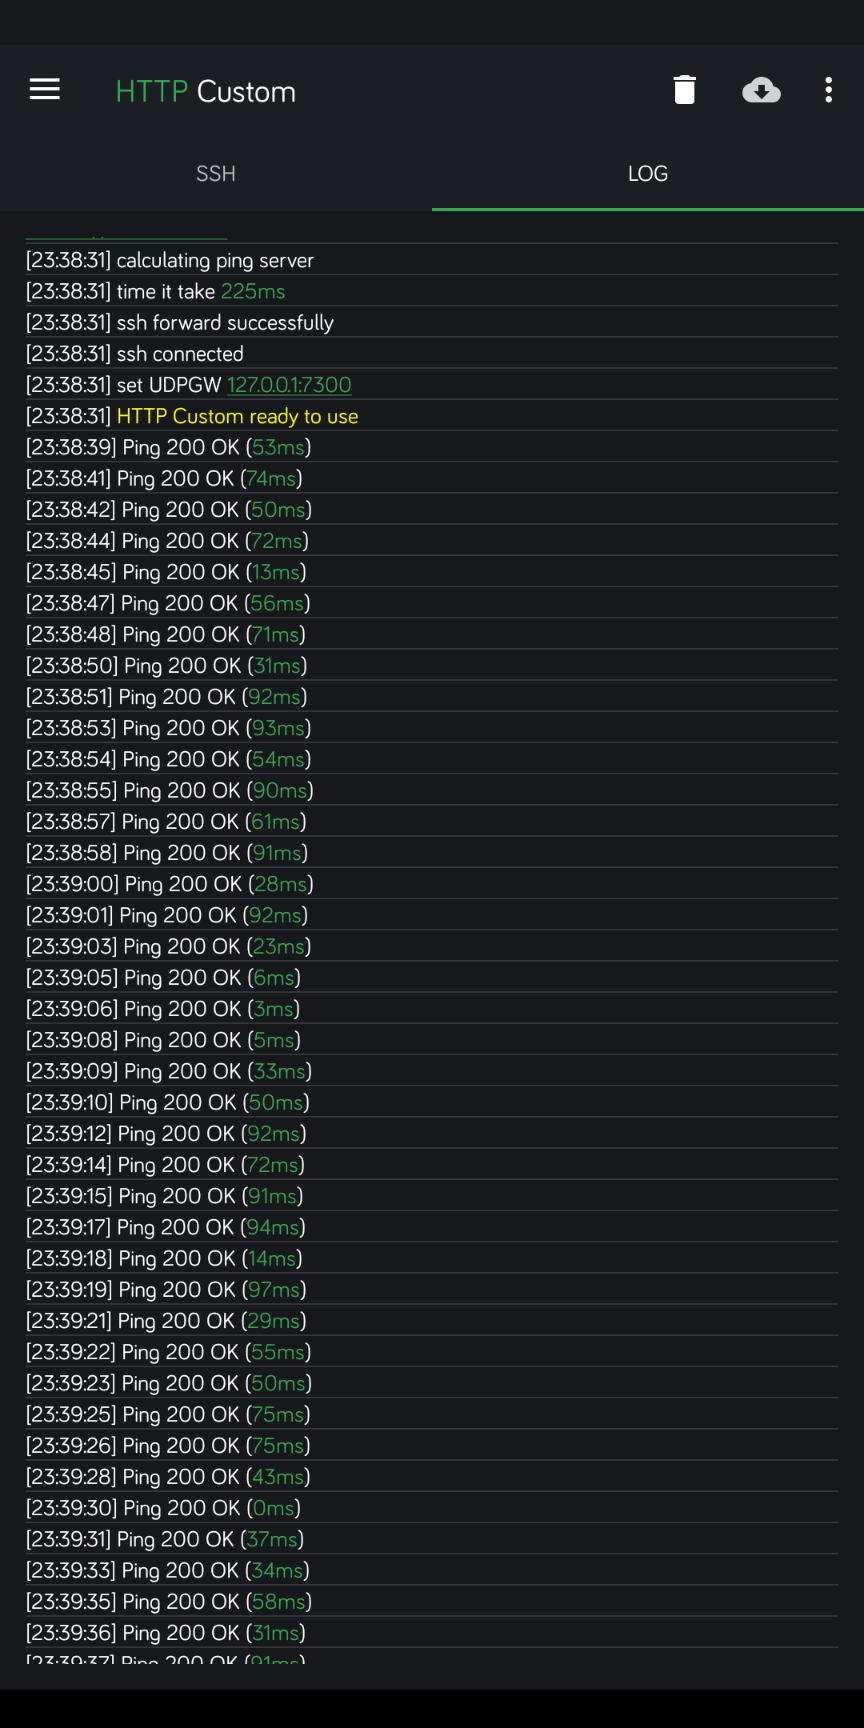 HTTP Custom
SSH
LOG
[23:38:31] calculating ping server
[23:38:31] time it take 225ms
[23:38:31] ssh forward successfully
[23:38:31] ssh connected
[23:38:31] set UDPGW 127.0.0.1:7300
[23:38:31] HTTP Custom ready to use
[23:38:39] Ping 200 OK (53ms)
[23:38:41] Ping 200 OK (74ms)
[23:38:42] Ping 200 OK (50ms)
[23:38:44] Ping 200 OK (72ms)
[23:38:45] Ping 200 OK (13ms)
[23:38:47] Ping 200 OK (56ms)
[23:38:48] Ping 200 OK (71ms)
[23:38:50] Ping 200 OK (31ms)
[23:38:51] Ping 200 OK (92ms)
[23:38:53] Ping 200 OK (93ms)
[23:38:54] Ping 200 OK (54ms)
[23:38:55] Ping 200 OK (90ms)
[23:38:57] Ping 200 OK (61ms)
[23:38:58] Ping 200 OK (91ms)
[23:39:00] Ping 200 OK (28ms)
[23:39:01] Ping 200 OK (92ms)
[23:39:03] Ping 200 OK (23ms)
[23:39:05] Ping 200 OK (6ms)
[23:39:06] Ping 200 OK (3ms)
[23:39:08] Ping 200 OK (5ms)
[23:39:09] Ping 200 OK (33ms)
[23:39:10] Ping 200 OK (50ms)
[23:39:12] Ping 200 OK (92ms)
[23:39:14] Ping 200 OK (72ms)
[23:39:15] Ping 200 OK (91ms)
[23:39:17] Ping 200 OK (94ms)
[23:39:18] Ping 200 OK (14ms)
[23:39:19] Ping 200 OK (97ms)
[23:39:21] Ping 200 OK (29ms)
[23:39:22] Ping 200 OK (55ms)
[23:39:23] Ping 200 OK (50ms)
[23:39:25] Ping 200 OK (75ms)
[23:39:26] Ping 200 OK (75ms)
[23:39:28] Ping 200 OK (43ms)
[23:39:30] Ping 200 OK (0ms)
[23:39:31] Ping 200 OK (37ms)
[23:39:33] Ping 200 OK (34ms)
[23:39:35] Ping 200 OK (58ms)
[23:39:36] Ping 200 OK (31ms)
[23:39:37] Ping 200 OK (91ms)